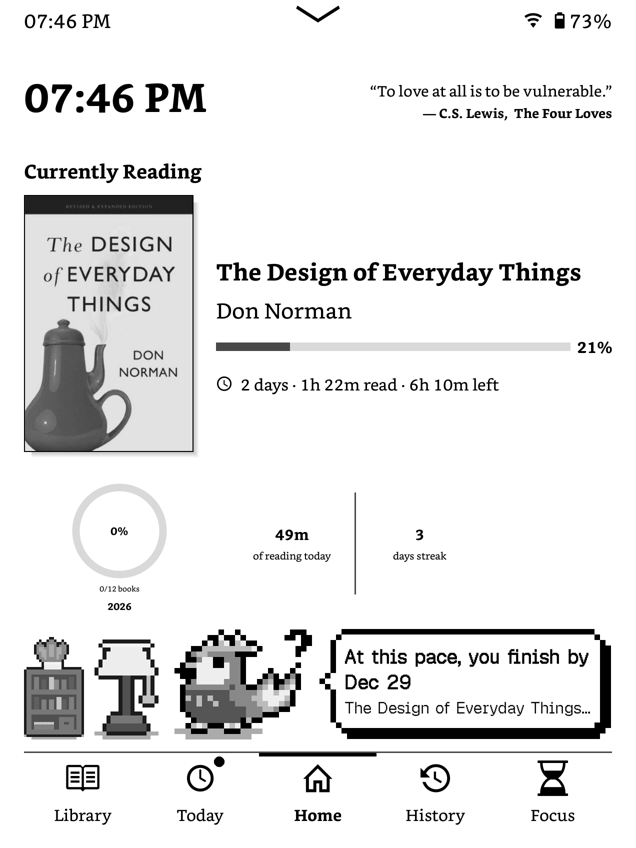 07:46 PM
73%
07:46 PM
“To love at all is to be vulnerable.”
— C.S. Lewis, The Four Loves
Currently Reading
REVISED & EXPANDED EDITION
The DESIGN
of EVERYDAY
THINGS
DON
NORMAN
The Design of Everyday Things
Don Norman
21%
2 days · 1h 22m read · 6h 10m left
0%
0/12 books
2026
49m
of reading today
3
days streak
?
At this pace, you finish by
Dec 29
The Design of Everyday Things...
Library
Today
Home
History
Focus